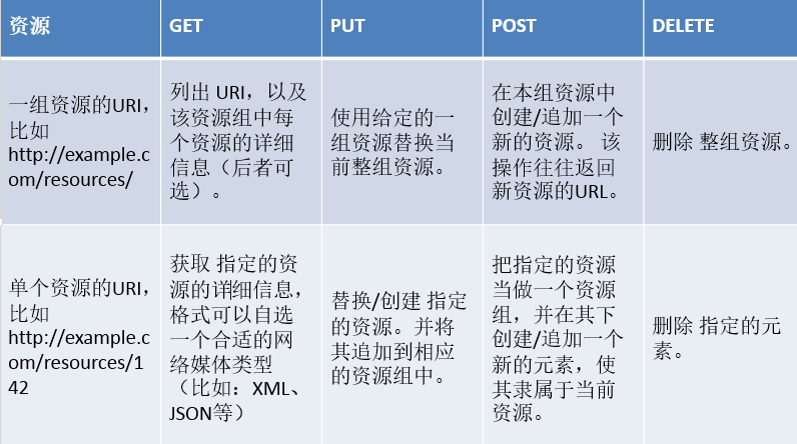 资源
GET
PUT
POST
DELETE
一组资源的URI，
比如
http://example.c
om/resources/
列出 URI，以及
该资源组中每
个资源的详细
信息（后者可
选）。
使用给定的一
组资源替换当
前整组资源。
在本组资源中
创建/追加一个
新的资源。 该
操作往往返回
新资源的URL。
删除 整组资源。
单个资源的URI，
比如
http://example.c
om/resources/1
42
获取 指定的资
源的详细信息，
格式可以自选
一个合适的网
络媒体类型
（比如：XML、
JSON等）
替换/创建 指定
的资源。并将
其追加到相应
的资源组中。
把指定的资源
当做一个资源
组，并在其下
创建/追加一个
新的元素，使
其隶属于当前
资源。
删除 指定的元
素。